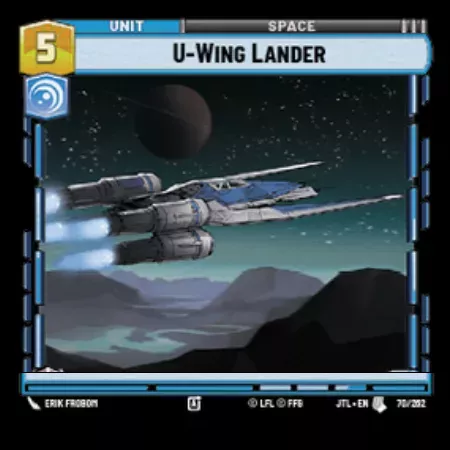 UNIT SPACE
5 U-WING LANDER
ERIK FROBOM Ⓒ LFL Ⓟ FFG JTL • EN 70/262